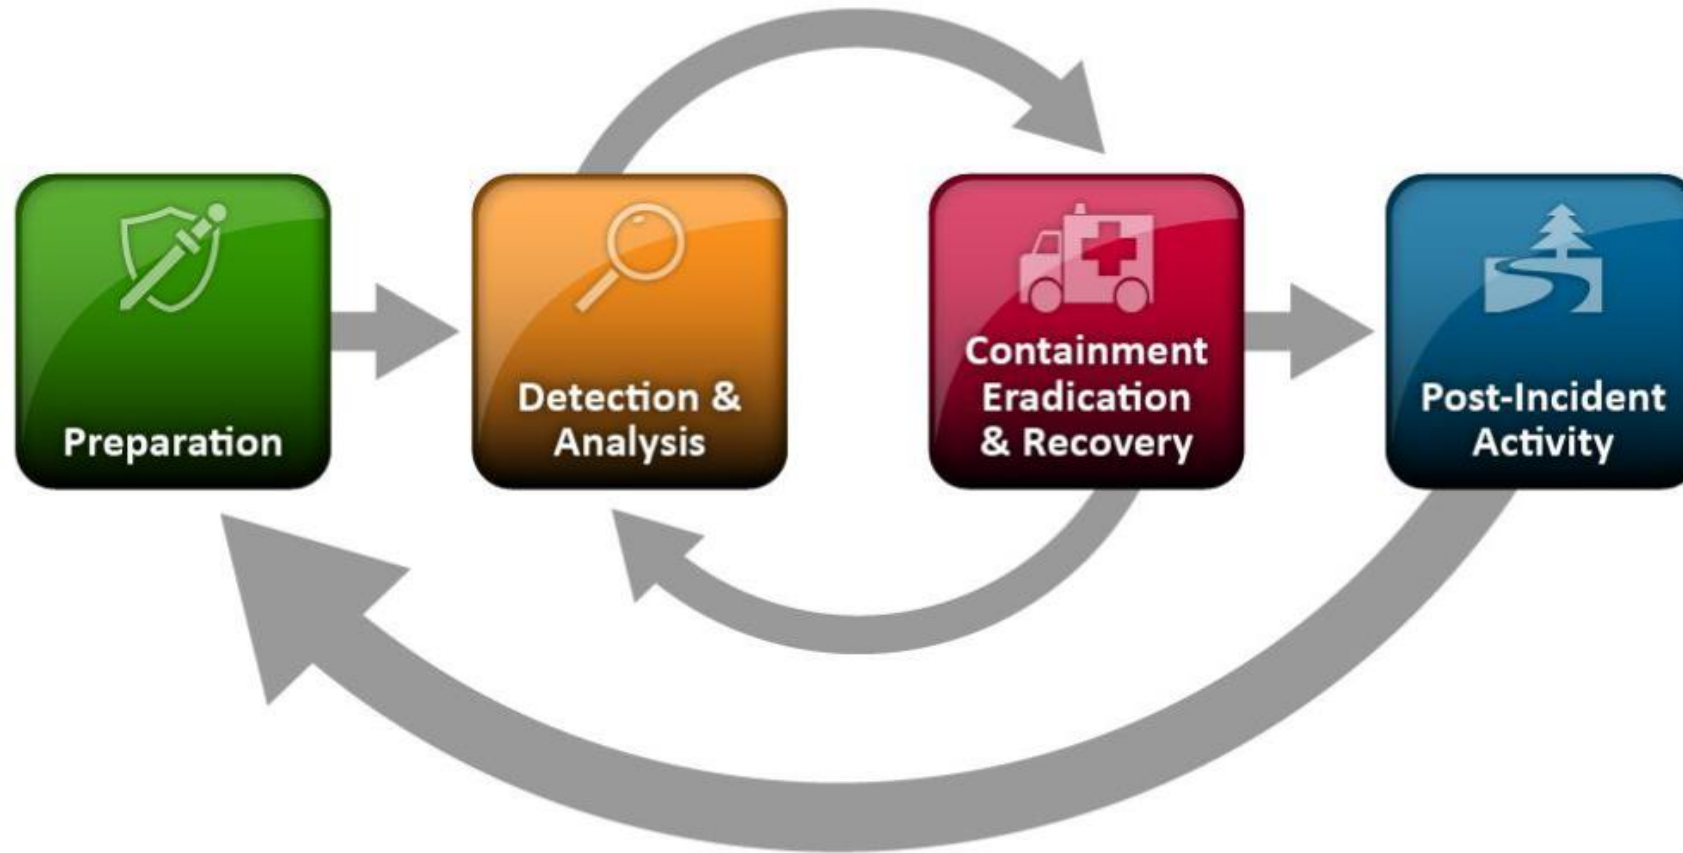 Preparation
Detection &
Analysis
Containment
Eradication
& Recovery
Post-Incident
Activity